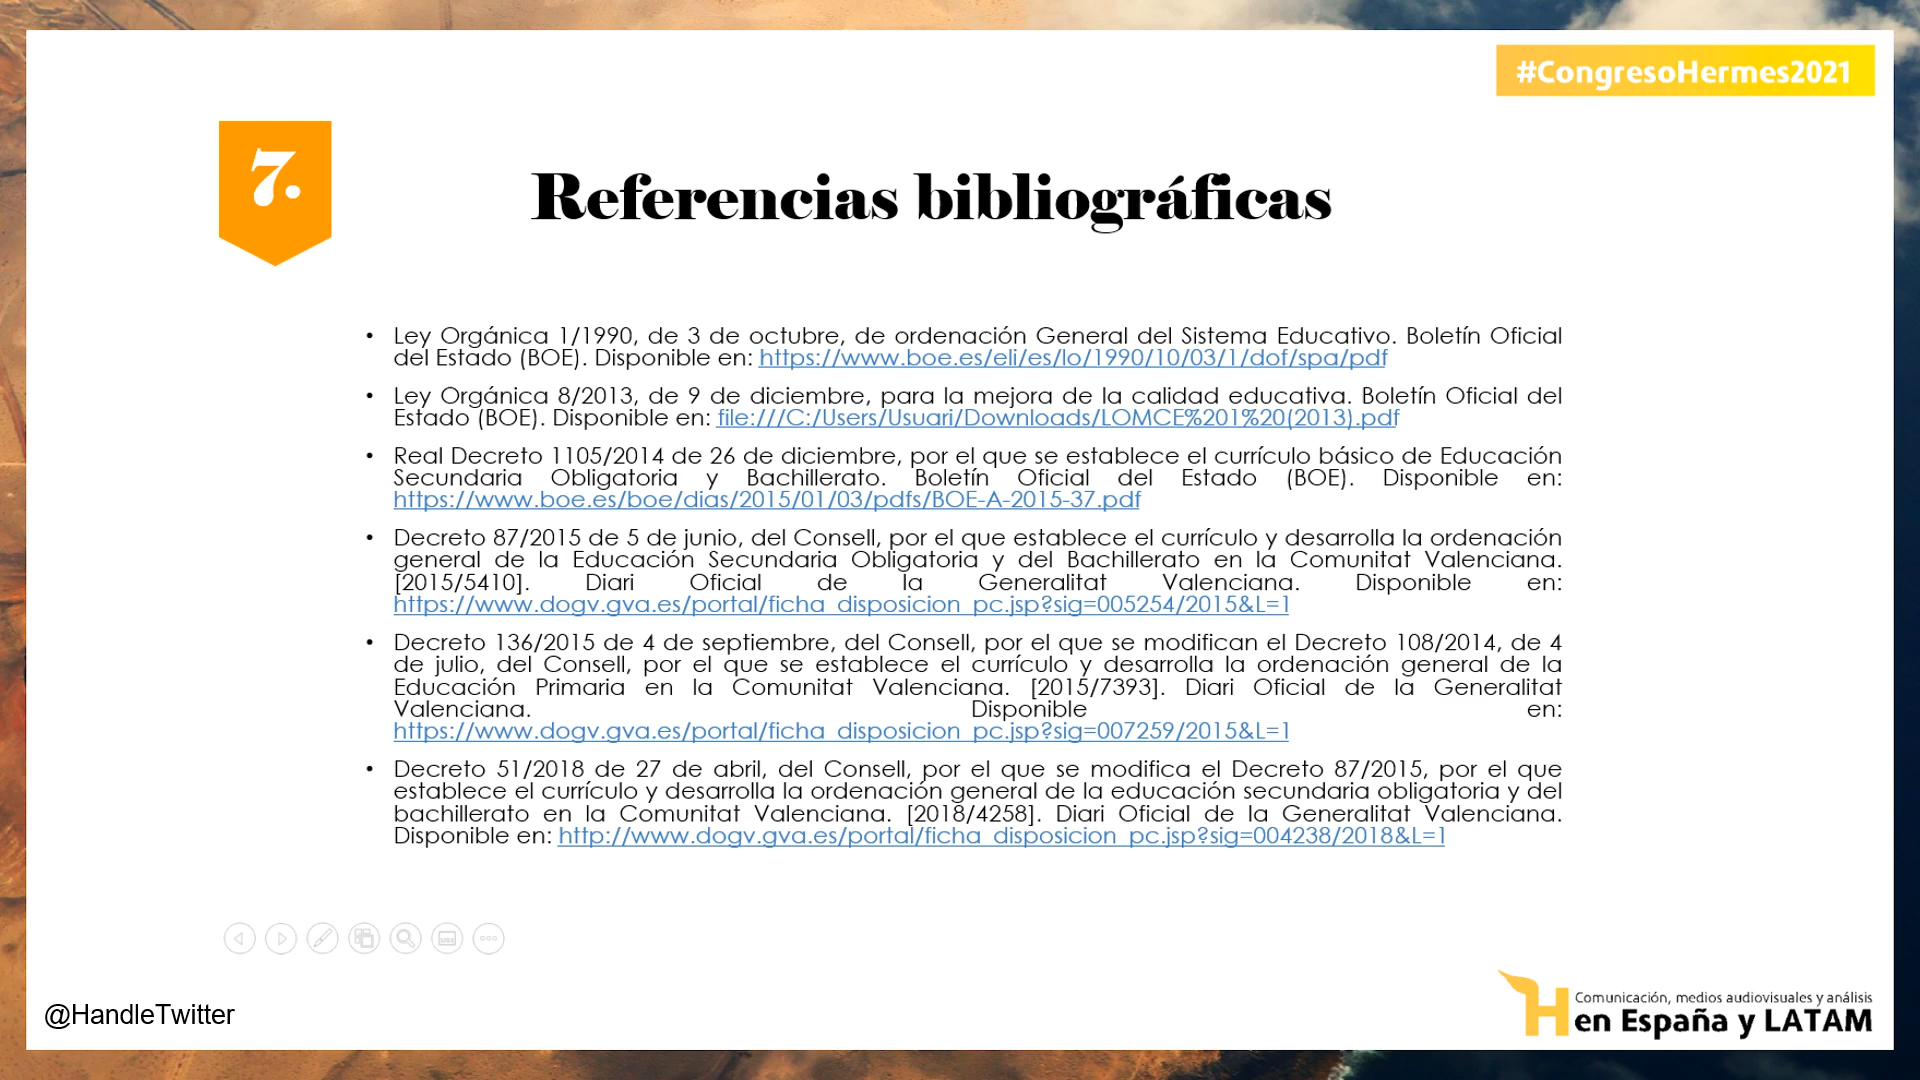 #CongresoHermes2021
7.
Referencias bibliográficas
• Ley Orgánica 1/1990, de 3 de octubre, de ordenación General del Sistema Educativo. Boletín Oficial
del Estado (BOE). Disponible en: https://www.boe.es/eli/es/lo/1990/10/03/1/dof/spa/pdf
• Ley Orgánica 8/2013, de 9 de diciembre, para la mejora de la calidad educativa. Boletín Oficial del
Estado (BOE). Disponible en: file:///C:/Users/Usuari/Downloads/LOMCE%201%20(2013).pdf
• Real Decreto 1105/2014 de 26 de diciembre, por el que se establece el currículo básico de Educación
Secundaria Obligatoria y Bachillerato. Boletín Oficial del Estado (BOE). Disponible en:
https://www.boe.es/boe/dias/2015/01/03/pdfs/BOE-A-2015-37.pdf
• Decreto 87/2015 de 5 de junio, del Consell, por el que establece el currículo y desarrolla la ordenación
general de la Educación Secundaria Obligatoria y del Bachillerato en la Comunitat Valenciana.
[2015/5410]. Diari Oficial de la Generalitat Valenciana. Disponible en:
https://www.dogv.gva.es/portal/ficha_disposicion_pc.jsp?sig=005254/2015&L=1
• Decreto 136/2015 de 4 de septiembre, del Consell, por el que se modifican el Decreto 108/2014, de 4
de julio, del Consell, por el que se establece el currículo y desarrolla la ordenación general de la
Educación Primaria en la Comunitat Valenciana. [2015/7393]. Diari Oficial de la Generalitat
Valenciana. Disponible en:
https://www.dogv.gva.es/portal/ficha_disposicion_pc.jsp?sig=007259/2015&L=1
• Decreto 51/2018 de 27 de abril, del Consell, por el que se modifica el Decreto 87/2015, por el que
establece el currículo y desarrolla la ordenación general de la educación secundaria obligatoria y del
bachillerato en la Comunitat Valenciana. [2018/4258]. Diari Oficial de la Generalitat Valenciana.
Disponible en: http://www.dogv.gva.es/portal/ficha_disposicion_pc.jsp?sig=004238/2018&L=1
@HandleTwitter
H Comunicación, medios audiovisuales y análisis
en España y LATAM